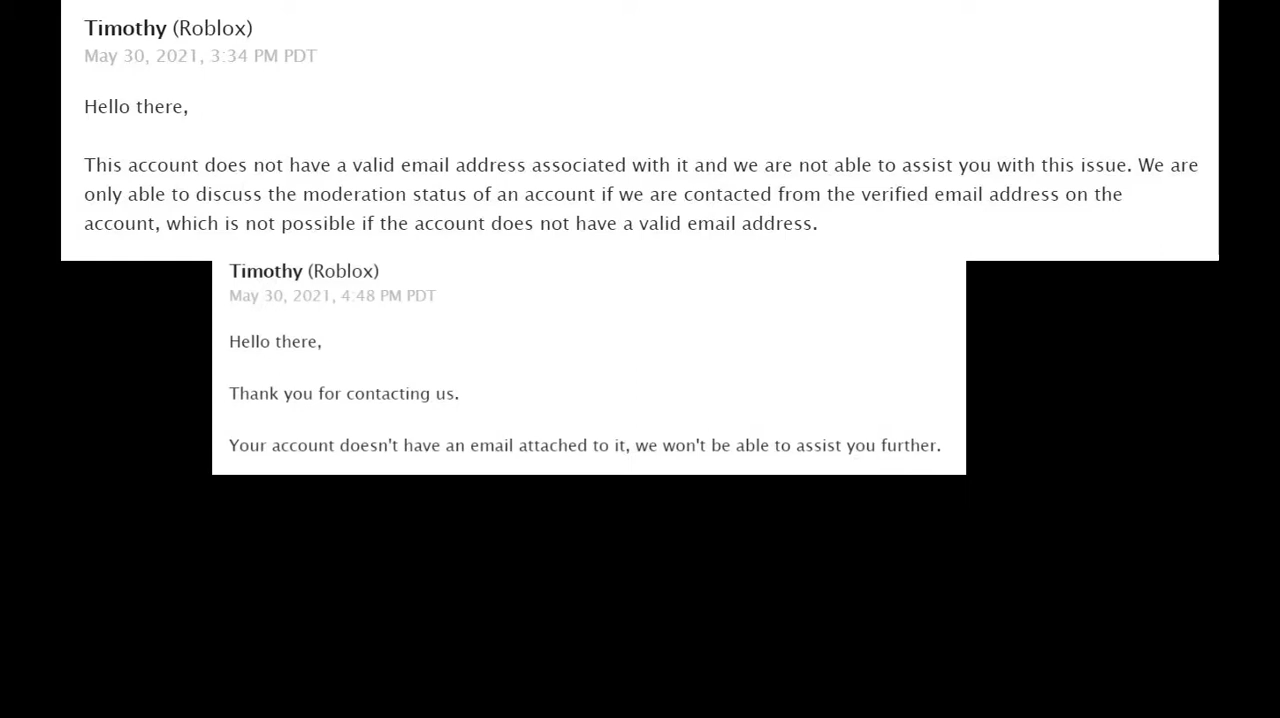 Timothy (Roblox)
May 30, 2021, 3:34 PM PDT
Hello there,
This account does not have a valid email address associated with it and we are not able to assist you with this issue. We are
only able to discuss the moderation status of an account if we are contacted from the verified email address on the
account, which is not possible if the account does not have a valid email address.
Timothy (Roblox)
May 30, 2021, 4:48 PM PDT
Hello there,
Thank you for contacting us.
Your account doesn't have an email attached to it, we won't be able to assist you further.